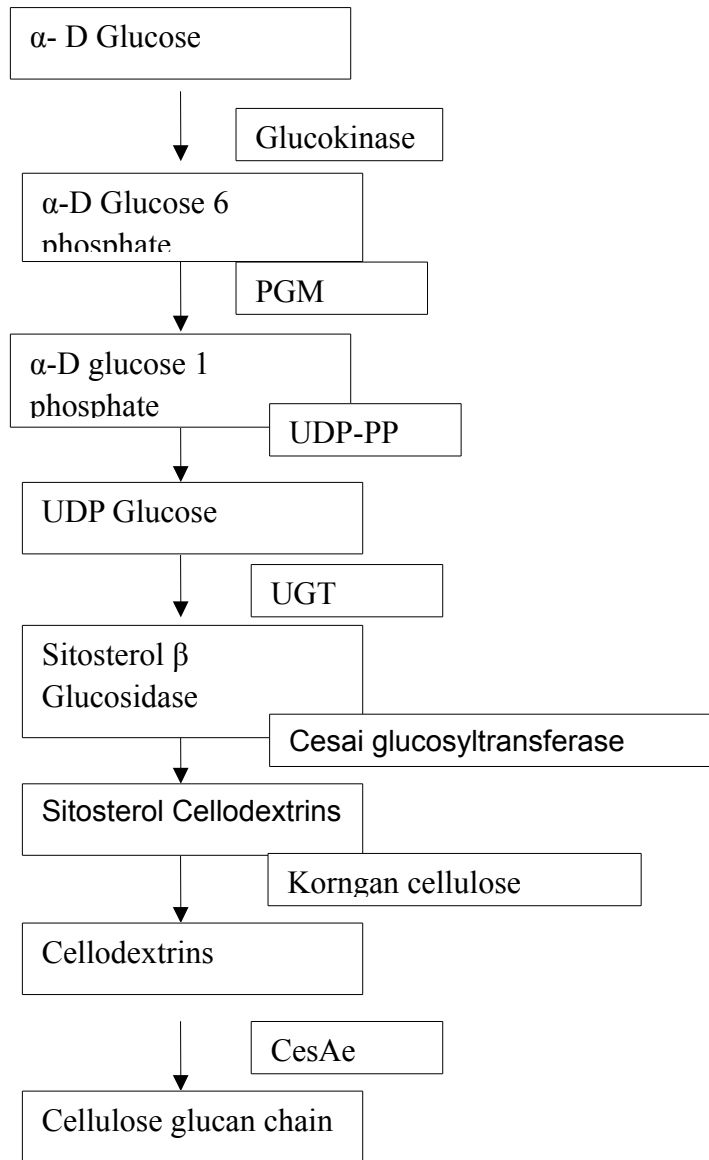 α- D Glucose
Glucokinase
α-D Glucose 6
phosphate
PGM
α-D glucose 1
phosphate
UDP-PP
UDP Glucose
UGT
Sitosterol β
Glucosidase
Cesai glucosyltransferase
Sitosterol Cellodextrins
Korngan cellulose
Cellodextrins
CesAe
Cellulose glucan chain